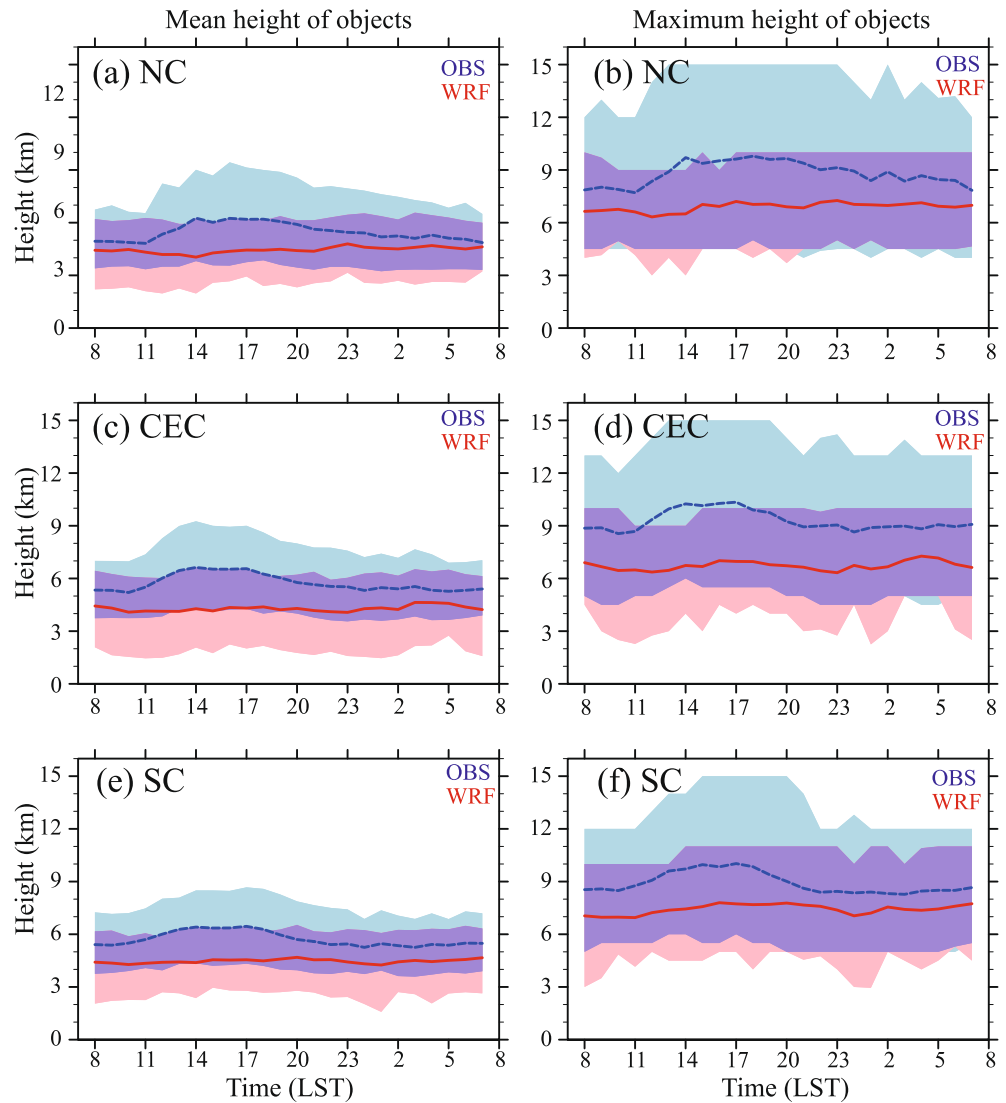 Mean height of objects
Maximum height of objects
(a) NC
OBS
WRF
12
9
6
3
0
Height (km)
8 11 14 17 20 23 2 5 8
(b) NC
OBS
WRF
15
12
9
6
3
0
8 11 14 17 20 23 2 5 8
(c) CEC
OBS
WRF
15
12
9
6
3
0
Height (km)
8 11 14 17 20 23 2 5 8
(d) CEC
OBS
WRF
15
12
9
6
3
0
8 11 14 17 20 23 2 5 8
(e) SC
OBS
WRF
15
12
9
6
3
0
Height (km)
8 11 14 17 20 23 2 5 8
Time (LST)
(f) SC
OBS
WRF
15
12
9
6
3
0
8 11 14 17 20 23 2 5 8
Time (LST)